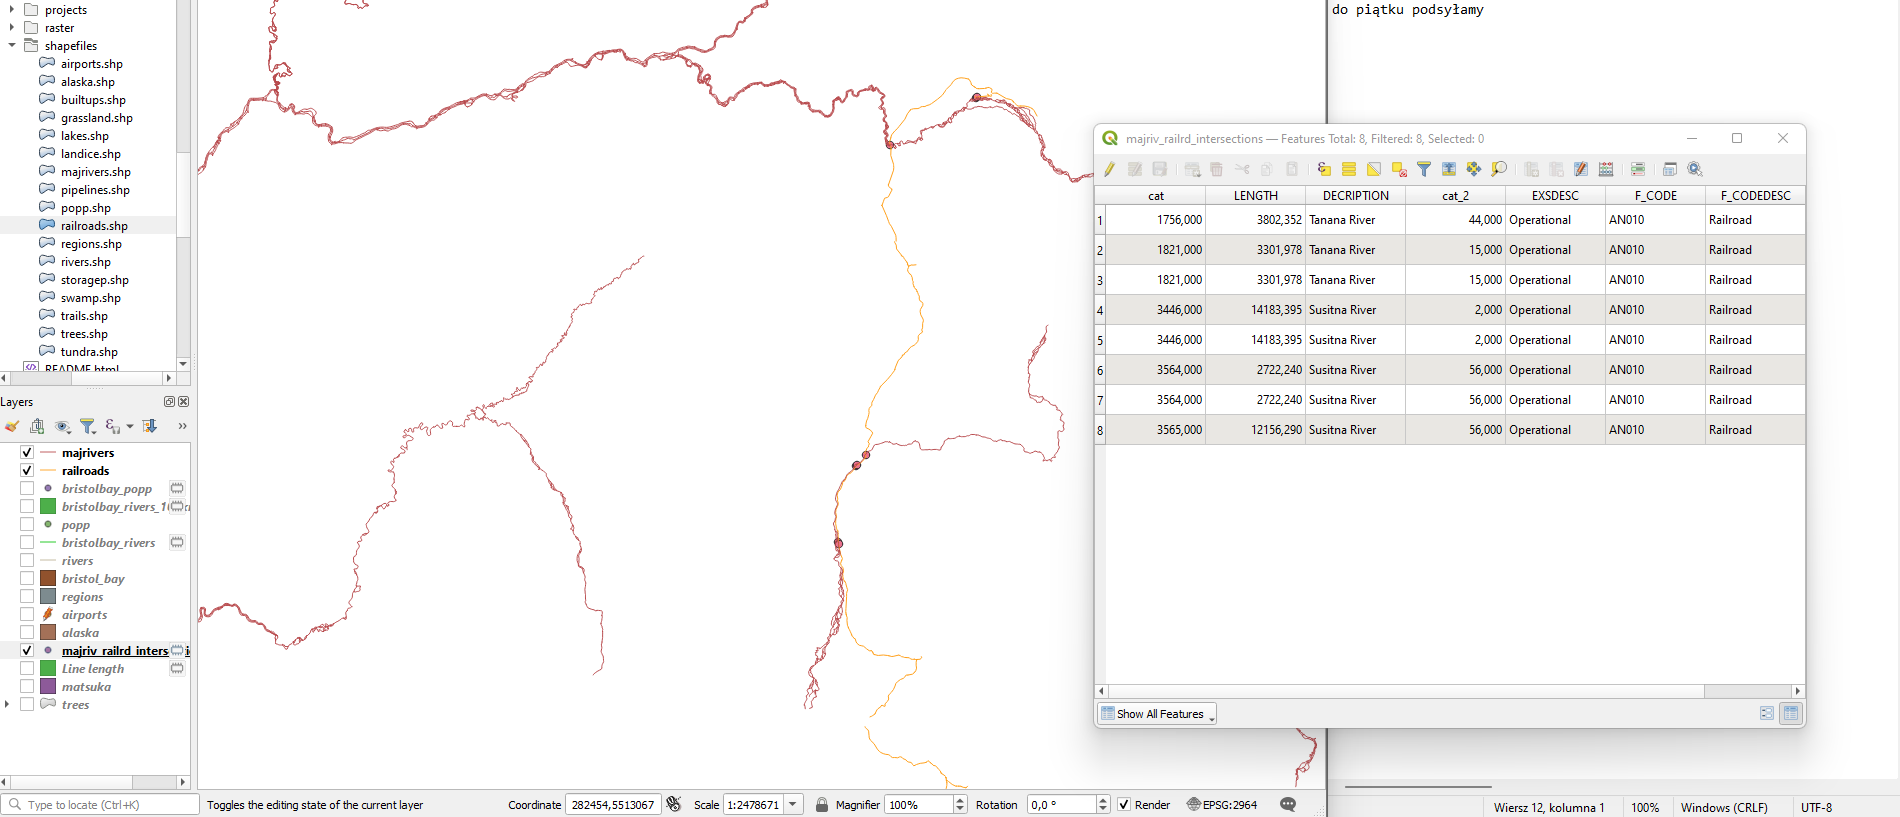 projects
raster
shapefiles
airports.shp
alaska.shp
builtups.shp
grassland.shp
lakes.shp
landice.shp
majrivers.shp
pipelines.shp
popp.shp
railroads.shp
regions.shp
rivers.shp
storagep.shp
swamp.shp
trails.shp
trees.shp
tundra.shp
README.html
Layers
majrivers
railroads
bristolbay_popp
bristolbay_rivers_1
popp
bristolbay_rivers
rivers
bristol_bay
regions
airports
alaska
majriv_railrd_inters
Line length
matsuka
trees
Type to locate (Ctrl+K)
Toggles the editing state of the current layer
Coordinate 282454,5513067
Scale 1:2478671
Magnifier 100%
Rotation 0,0 °
Render
EPSG:2964
do piątku podsyłamy
majriv_railrd_intersections — Features Total: 8, Filtered: 8, Selected: 0
cat LENGTH DECRIPTION cat_2 EXSDESC F_CODE F_CODEDESC
1 1756,000 3802,352 Tanana River 44,000 Operational AN010 Railroad
2 1821,000 3301,978 Tanana River 15,000 Operational AN010 Railroad
3 1821,000 3301,978 Tanana River 15,000 Operational AN010 Railroad
4 3446,000 14183,395 Susitna River 2,000 Operational AN010 Railroad
5 3446,000 14183,395 Susitna River 2,000 Operational AN010 Railroad
6 3564,000 2722,240 Susitna River 56,000 Operational AN010 Railroad
7 3564,000 2722,240 Susitna River 56,000 Operational AN010 Railroad
8 3565,000 12156,290 Susitna River 56,000 Operational AN010 Railroad
Show All Features
Wiersz 12, kolumna 1
100%
Windows (CRLF)
UTF-8